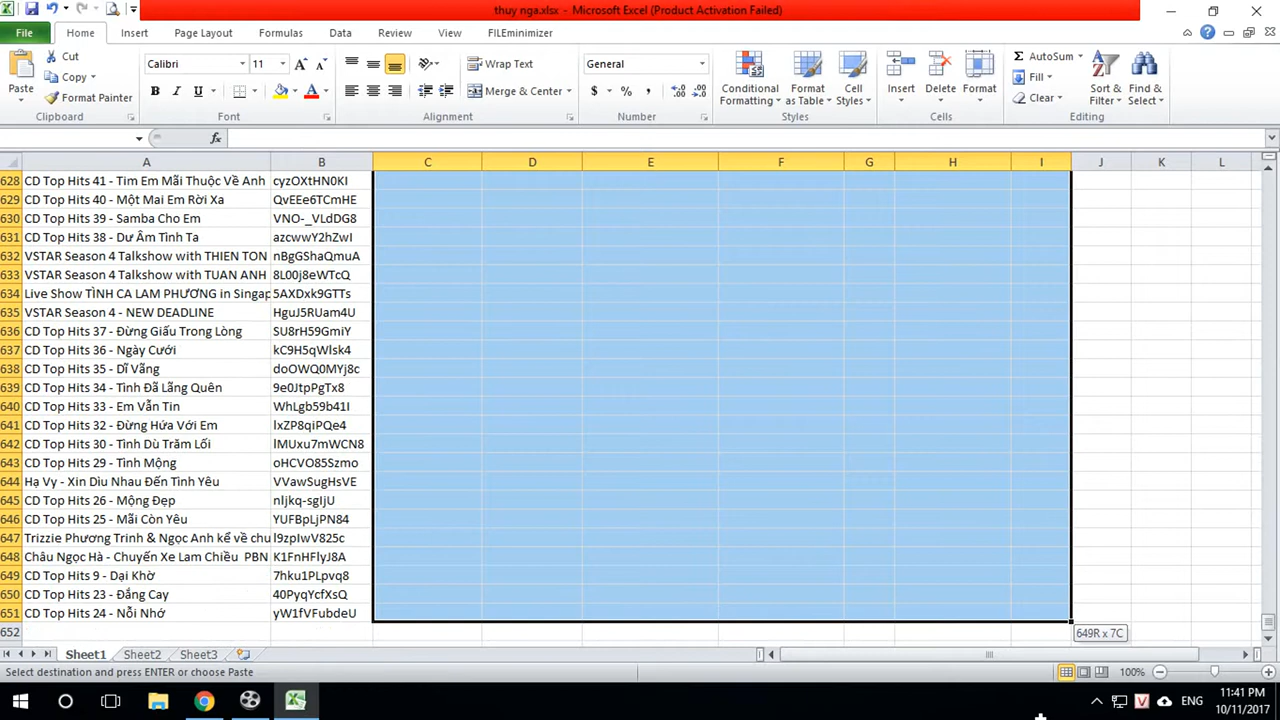 thuy nga.xlsx - Microsoft Excel (Product Activation Failed)
File Home Insert Page Layout Formulas Data Review View FILEminimizer
Paste Cut Copy Format Painter Clipboard
Calibri 11 Font
Wrap Text Merge & Center Alignment
General $ % , Number
Conditional Formatting Format as Table Cell Styles Styles
Insert Delete Format Cells
AutoSum Fill Clear Sort & Filter Find & Select Editing
fx
A B C D E F G H I J K L
628 CD Top Hits 41 - Tim Em Mãi Thuộc Về Anh cyzOXtHN0KI
629 CD Top Hits 40 - Một Mai Em Rời Xa QvEEe6TCmHE
630 CD Top Hits 39 - Samba Cho Em VNO-_VLdDG8
631 CD Top Hits 38 - Dư Âm Tình Ta azcwwY2hZwI
632 VSTAR Season 4 Talkshow with THIEN TON nBgGShaQmuA
633 VSTAR Season 4 Talkshow with TUAN ANH 8L00j8eWTcQ
634 Live Show TÌNH CA LAM PHƯƠNG in Singap 5AXDxk9GTTs
635 VSTAR Season 4 - NEW DEADLINE HguJ5RUam4U
636 CD Top Hits 37 - Đừng Giấu Trong Lòng SU8rH59GmiY
637 CD Top Hits 36 - Ngày Cưới kC9H5qWlsk4
638 CD Top Hits 35 - Dĩ Vãng doOWQ0MYj8c
639 CD Top Hits 34 - Tình Đã Lãng Quên 9e0JtpPgTx8
640 CD Top Hits 33 - Em Vẫn Tin WhLgb59b41I
641 CD Top Hits 32 - Đừng Hứa Với Em lxZP8qiPQe4
642 CD Top Hits 30 - Tình Dù Trăm Lối lMUxu7mWCN8
643 CD Top Hits 29 - Tình Mộng oHCVO85Szmo
644 Hạ Vy - Xin Dìu Nhau Đến Tình Yêu VVawSugHsVE
645 CD Top Hits 26 - Mộng Đẹp nljkq-sgIjU
646 CD Top Hits 25 - Mãi Còn Yêu YUFBpLjPN84
647 Trizzie Phương Trinh & Ngọc Anh kể về chu l9zpIwV825c
648 Châu Ngọc Hà - Chuyến Xe Lam Chiều PBN K1FnHFlyJ8A
649 CD Top Hits 9 - Dại Khờ 7hku1PLpvq8
650 CD Top Hits 23 - Đắng Cay 40PyqYcfXsQ
651 CD Top Hits 24 - Nỗi Nhớ yW1fVFubdeU
652
649R x 7C
Sheet1 Sheet2 Sheet3
Select destination and press ENTER or choose Paste 100%
ENG 11:41 PM
10/11/2017